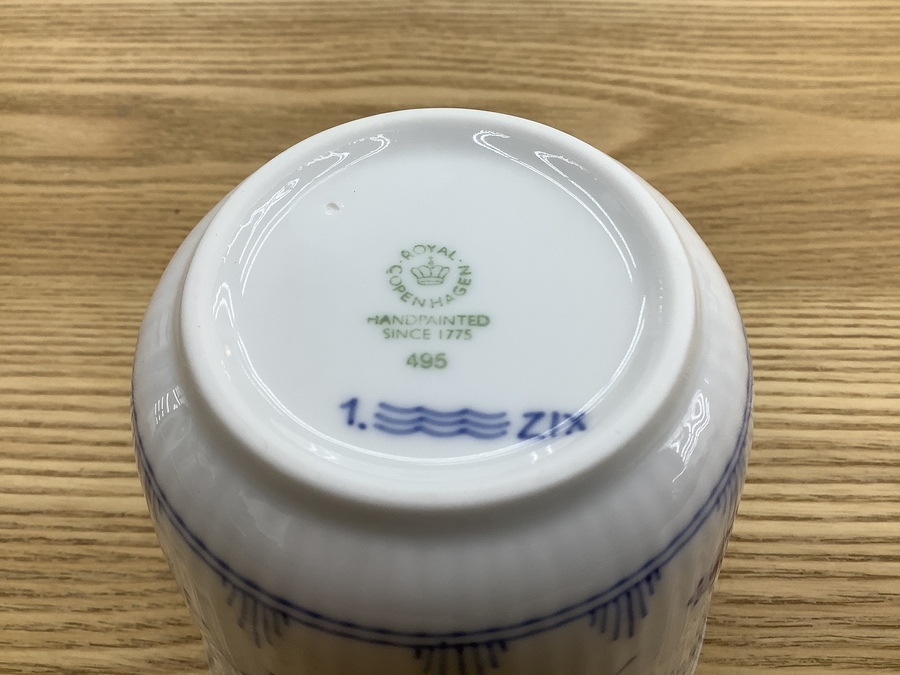 ROYAL COPENHAGEN
HANDPAINTED
SINCE 1775
495
1. ZIX